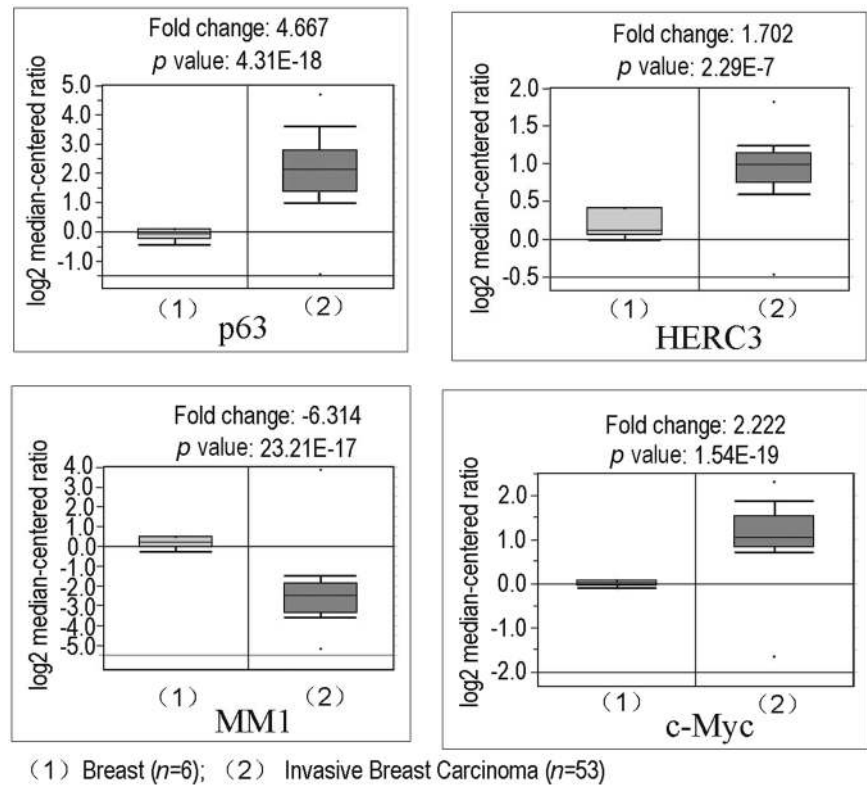 Fold change: 4.667
p value: 4.31E-18
log2 median-centered ratio
5.0
4.0
3.0
2.0
1.0
0.0
-1.0
(1) (2)
p63
Fold change: 1.702
p value: 2.29E-7
log2 median-centered ratio
2.0
1.5
1.0
0.5
0.0
-0.5
(1) (2)
HERC3
Fold change: -6.314
p value: 23.21E-17
log2 median-centered ratio
4.0
3.0
2.0
1.0
0.0
-1.0
-2.0
-3.0
-4.0
-5.0
(1) (2)
MM1
Fold change: 2.222
p value: 1.54E-19
log2 median-centered ratio
2.0
1.0
0.0
-1.0
-2.0
(1) (2)
c-Myc
(1) Breast (n=6); (2) Invasive Breast Carcinoma (n=53)